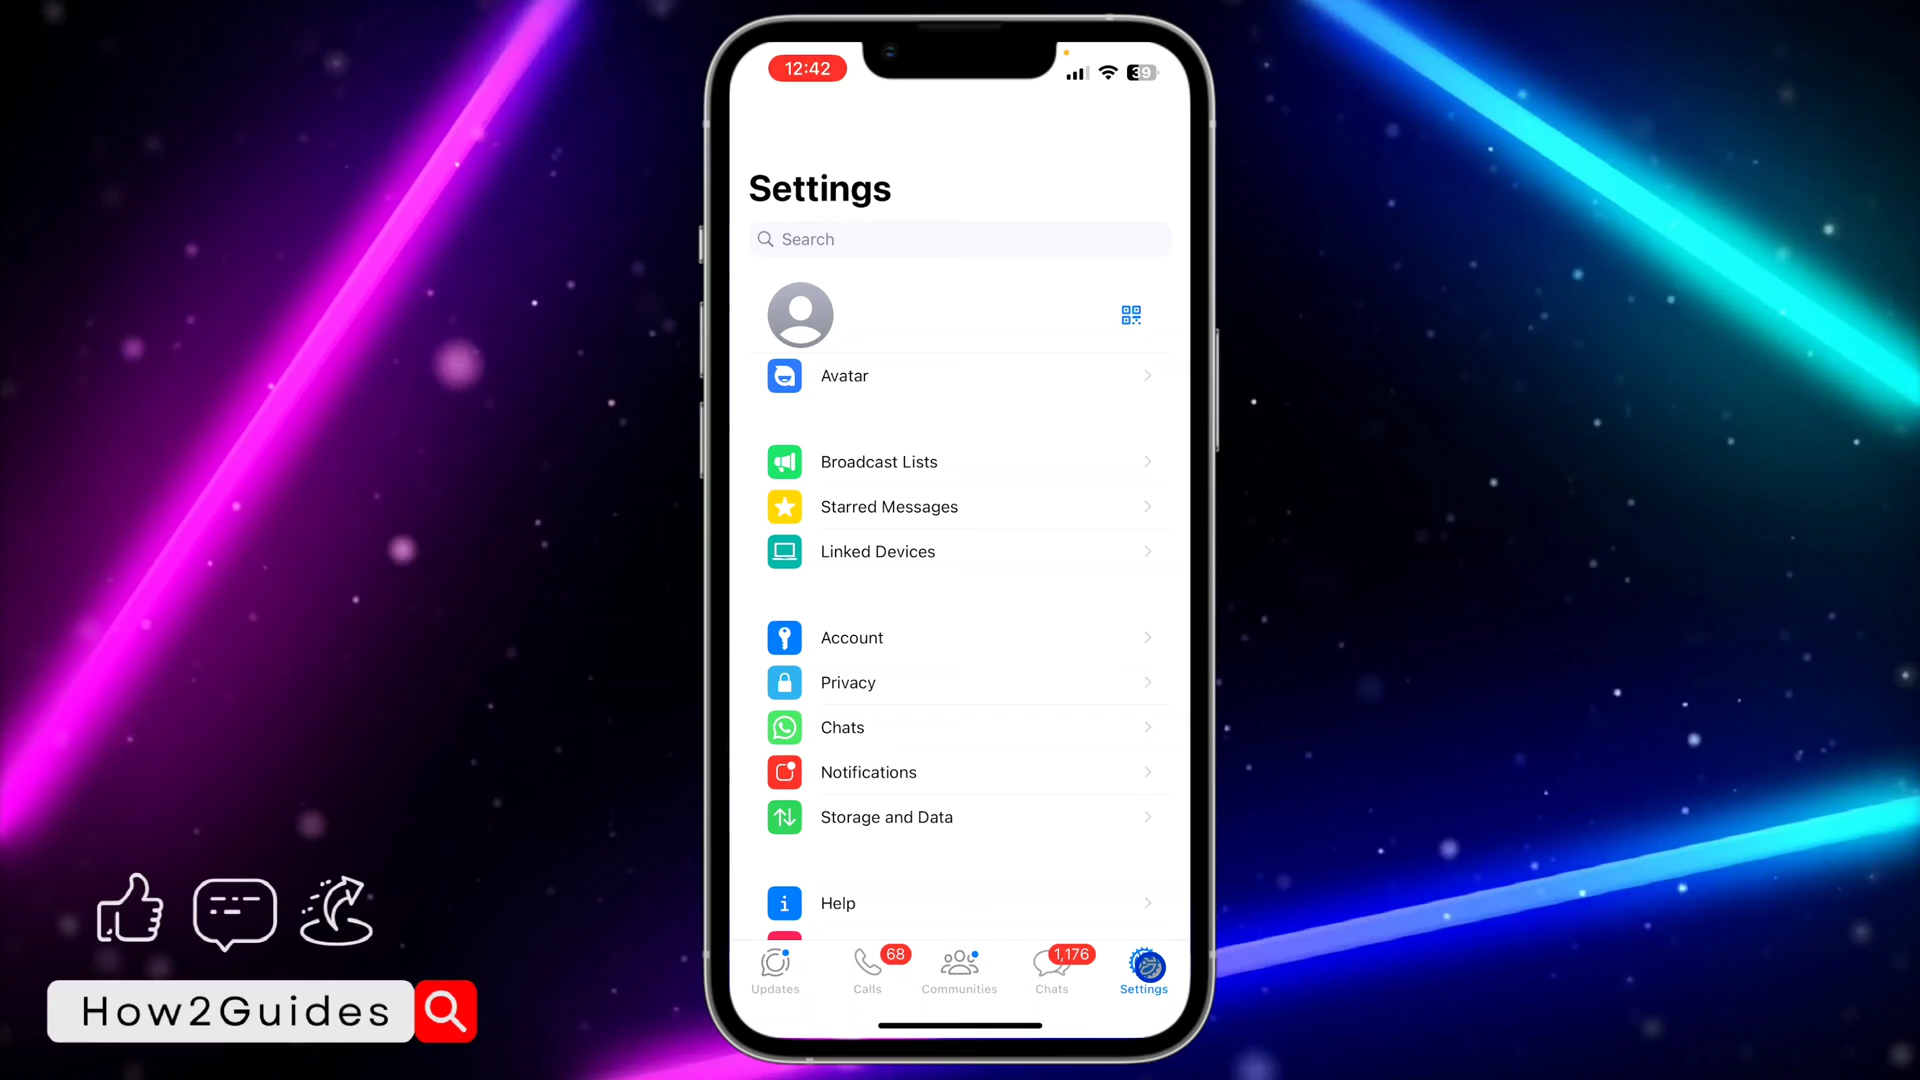 12:42
39
Settings
Search
Avatar
Broadcast Lists
Starred Messages
Linked Devices
Account
Privacy
Chats
Notifications
Storage and Data
Help
68
1,176
Updates
Calls
Communities
Chats
Settings
How2Guides